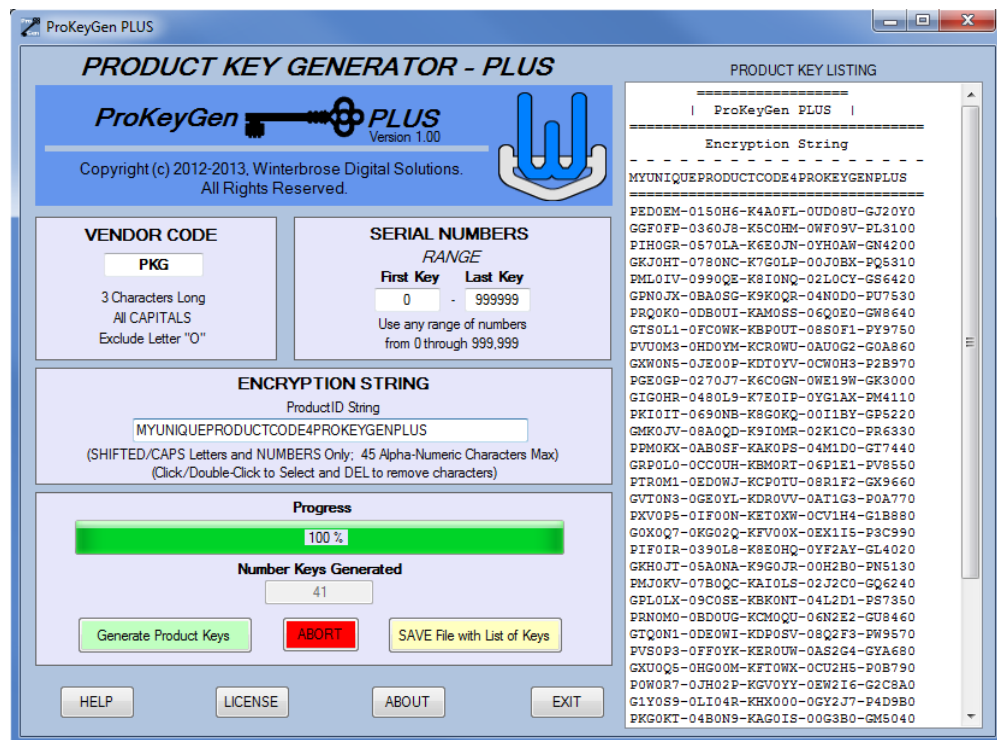 ProKeyGen PLUS
PRODUCT KEY GENERATOR - PLUS
ProKeyGen PLUS
Version 1.00
Copyright (c) 2012-2013, Winterbrose Digital Solutions.
All Rights Reserved.
VENDOR CODE
PKG
3 Characters Long
All CAPITALS
Exclude Letter "O"
SERIAL NUMBERS
RANGE
First Key Last Key
0 - 999999
Use any range of numbers
from 0 through 999,999
ENCRYPTION STRING
ProductID String
MYUNIQUEPRODUCTCODE4PROKEYGENPLUS
(SHIFTED/CAPS Letters and NUMBERS Only; 45 Alpha-Numeric Characters Max)
(Click/Double-Click to Select and DEL to remove characters)
Progress
100 %
Number Keys Generated
41
Generate Product Keys
ABORT
SAVE File with List of Keys
HELP
LICENSE
ABOUT
EXIT
PRODUCT KEY LISTING
==================
| ProKeyGen PLUS |
===================================
Encryption String
- - - - - - - - - - - - - - - - - -
MYUNIQUEPRODUCTCODE4PROKEYGENPLUS
===================================
PED0EM-0150H6-K4A0FL-0UD08U-GJ20Y0
GGF0FP-0360J8-K5C0HM-0WF09V-PL3100
PIH0GR-0570LA-K6E0JN-0YH0AW-GN4200
GKJ0HT-0780NC-K7G0LP-00J0BX-PQ5310
PML0IV-0990QE-K8I0NQ-02L0CY-GS6420
GPN0JX-0BA0SG-K9K0QR-04N0D0-PU7530
PRQ0K0-0DB0UI-KAM0SS-06Q0E0-GW8640
GTS0L1-0FC0WK-KBP0UT-08S0F1-PY9750
PVU0M3-0HD0YM-KCR0WU-0AU0G2-G0A860
GXW0N5-0JE00P-KDT0YV-0CW0H3-P2B970
PGE0GP-0270J7-K6C0GN-0WE19W-GK3000
GIG0HR-0480L9-K7E0IP-0YG1AX-PM4110
PKI0IT-0690NB-K8G0KQ-00I1BY-GP5220
GMK0JV-08A0QD-K9I0MR-02K1C0-PR6330
PPM0KX-0AB0SF-KAK0PS-04M1D0-GT7440
GRP0L0-0CC0UH-KBM0RT-06P1E1-PV8550
PTR0M1-0ED0WJ-KCP0TU-08R1F2-GX9660
GVT0N3-0GE0YL-KDR0VV-0AT1G3-P0A770
PXV0P5-0IF00N-KET0XW-0CV1H4-G1B880
G0X0Q7-0KG02Q-KFV00X-0EX1I5-P3C990
PIF0IR-0390L8-K8E0HQ-0YF2AY-GL4020
GKH0JT-05A0NA-K9G0JR-00H2B0-PN5130
PMJ0KV-07B0QC-KAI0LS-02J2C0-GQ6240
GPL0LX-09C0SE-KBK0NT-04L2D1-PS7350
PRN0M0-0BD0UG-KCM0QU-06N2E2-GU8460
GTQ0N1-0DE0WI-KDP0SV-08Q2F3-PW9570
PVS0P3-0FF0YK-KER0UW-0AS2G4-GYA680
GXU0Q5-0HG00M-KFT0WX-0CU2H5-P0B790
P0W0R7-0JH02P-KGV0YY-0EW2I6-G2C8A0
G1Y0S9-0LI04R-KHX000-0GY2J7-P4D9B0
PKG0KT-04B0N9-KAG0IS-00G3B0-GM5040